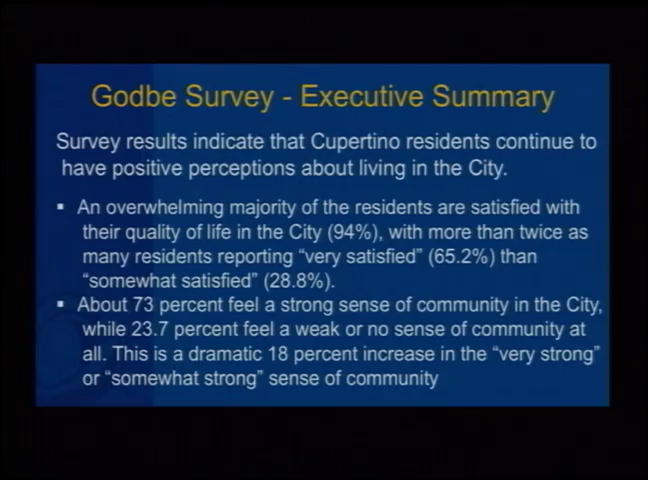 Godbe Survey - Executive Summary
Survey results indicate that Cupertino residents continue to
have positive perceptions about living in the City.
▪ An overwhelming majority of the residents are satisfied with
their quality of life in the City (94%), with more than twice as
many residents reporting “very satisfied” (65.2%) than
“somewhat satisfied” (28.8%).
▪ About 73 percent feel a strong sense of community in the City,
while 23.7 percent feel a weak or no sense of community at
all. This is a dramatic 18 percent increase in the “very strong”
or “somewhat strong” sense of community